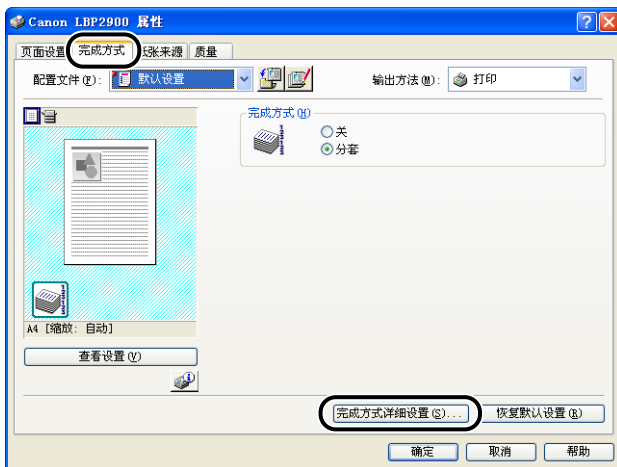 Canon LBP2900 属性
页面设置 完成方式 纸张来源 质量
配置文件(F): 默认设置 输出方法(M): 打印
完成方式(H)
关
分套
A4 [缩放: 自动]
查看设置(V)
完成方式详细设置(S)... 恢复默认设置(R)
确定 取消 帮助